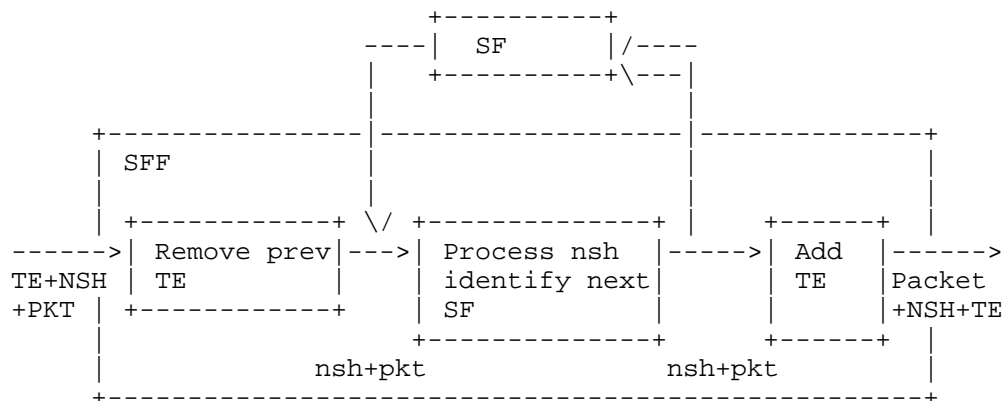 SF
SFF
Remove prev Process nsh Add
TE+NSH TE identify next TE Packet
+PKT SF +NSH+TE
nsh+pkt nsh+pkt